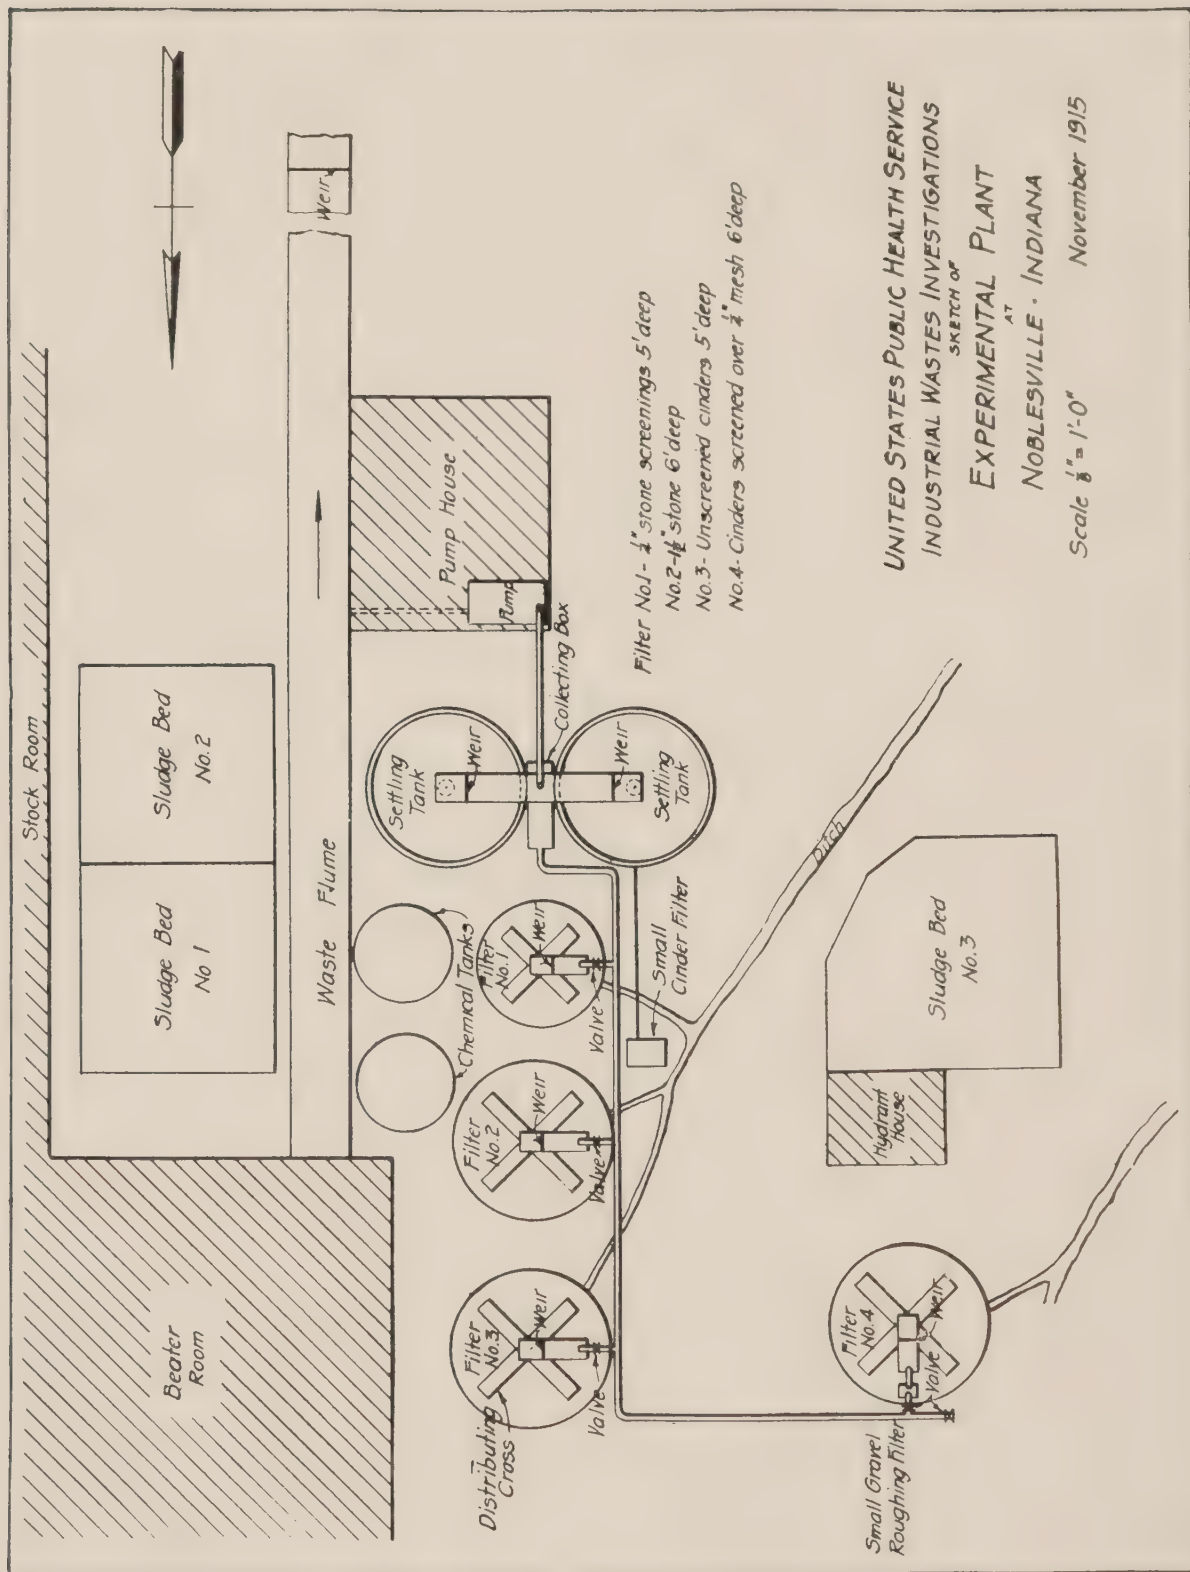 Stock Room
Sludge Bed
No 1
Sludge Bed
No.2
Waste Flume
Weir
Beater
Room
Chemical Tanks
Settling
Tank
Weir
Pump House
Pump
Collecting Box
Weir
Settling
Tank
Filter
No.1
Weir
Valve
Filter
No.2
Weir
Valve
Filter
No.3
Weir
Valve
Distributing
Cross
Small
Cinder Filter
Ditch
Sludge Bed
No.3
Hydrant
House
Filter
No.4
Weir
Valve
Small Gravel
Roughing Filter
Filter No.1- ¼" stone screenings 5' deep
No.2-1½" stone 6' deep
No.3- Unscreened cinders 5' deep
No.4- Cinders screened over ¼" mesh 6' deep
UNITED STATES PUBLIC HEALTH SERVICE
INDUSTRIAL WASTES INVESTIGATIONS
SKETCH OF
EXPERIMENTAL PLANT
AT
NOBLESVILLE - INDIANA
Scale ⅛" = 1'-0" November 1915